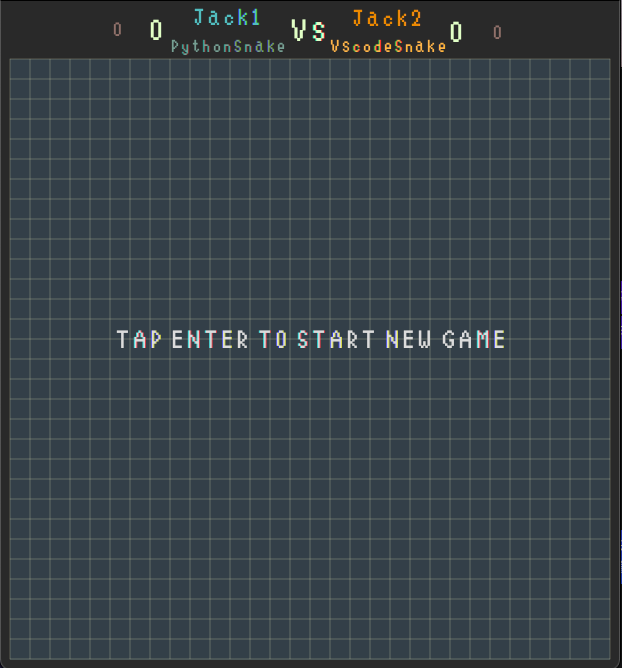 0 0 Jack1 VS Jack2 0 0
PythonSnake VScodeSnake
TAP ENTER TO START NEW GAME